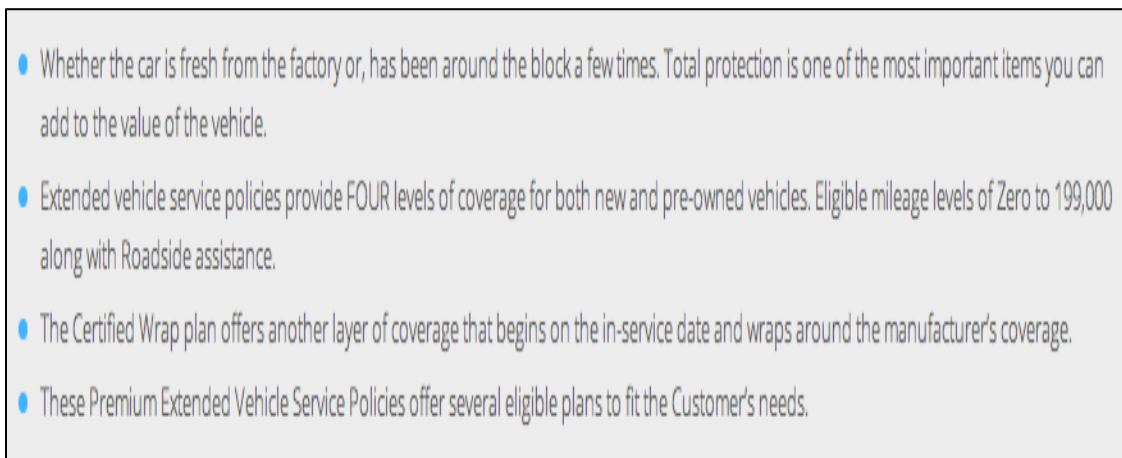 Whether the car is fresh from the factory or, has been around the block a few times. Total protection is one of the most important items you can
add to the value of the vehicle.
Extended vehicle service policies provide FOUR levels of coverage for both new and pre-owned vehicles. Eligible mileage levels of Zero to 199,000
along with Roadside assistance.
The Certified Wrap plan offers another layer of coverage that begins on the in-service date and wraps around the manufacturer’s coverage.
These Premium Extended Vehicle Service Policies offer several eligible plans to fit the Customer’s needs.